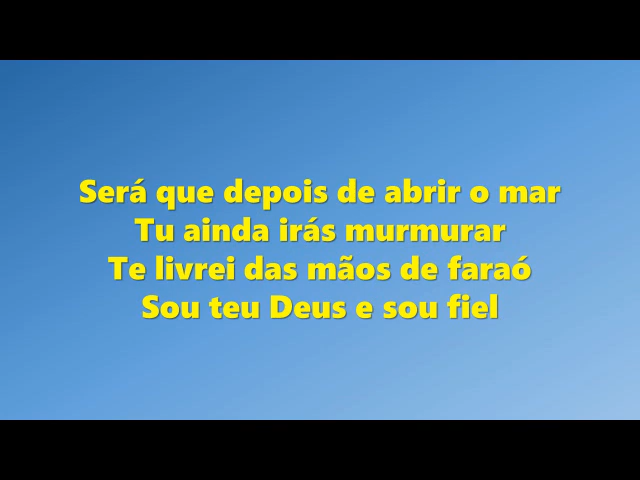 Será que depois de abrir o mar
Tu ainda irás murmurar
Te livrei das mãos de faraó
Sou teu Deus e sou fiel